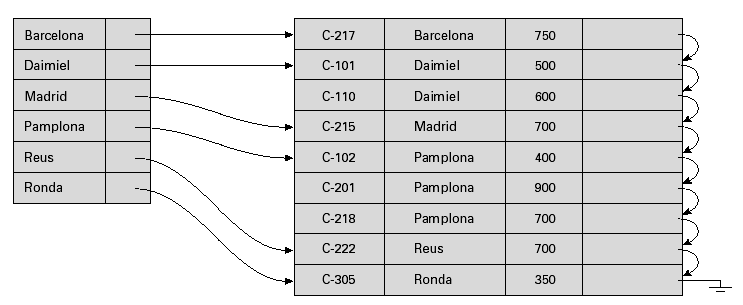 Barcelona
Daimiel
Madrid
Pamplona
Reus
Ronda
C-217 Barcelona 750
C-101 Daimiel 500
C-110 Daimiel 600
C-215 Madrid 700
C-102 Pamplona 400
C-201 Pamplona 900
C-218 Pamplona 700
C-222 Reus 700
C-305 Ronda 350